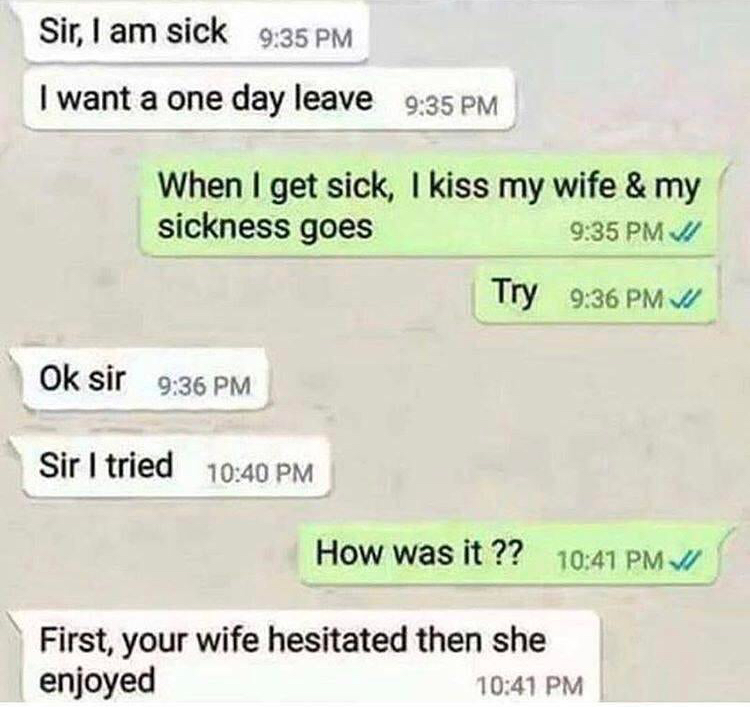 Sir, I am sick 9:35 PM
I want a one day leave 9:35 PM
When I get sick, I kiss my wife & my
sickness goes 9:35 PM
Try 9:36 PM
Ok sir 9:36 PM
Sir I tried 10:40 PM
How was it ?? 10:41 PM
First, your wife hesitated then she
enjoyed 10:41 PM